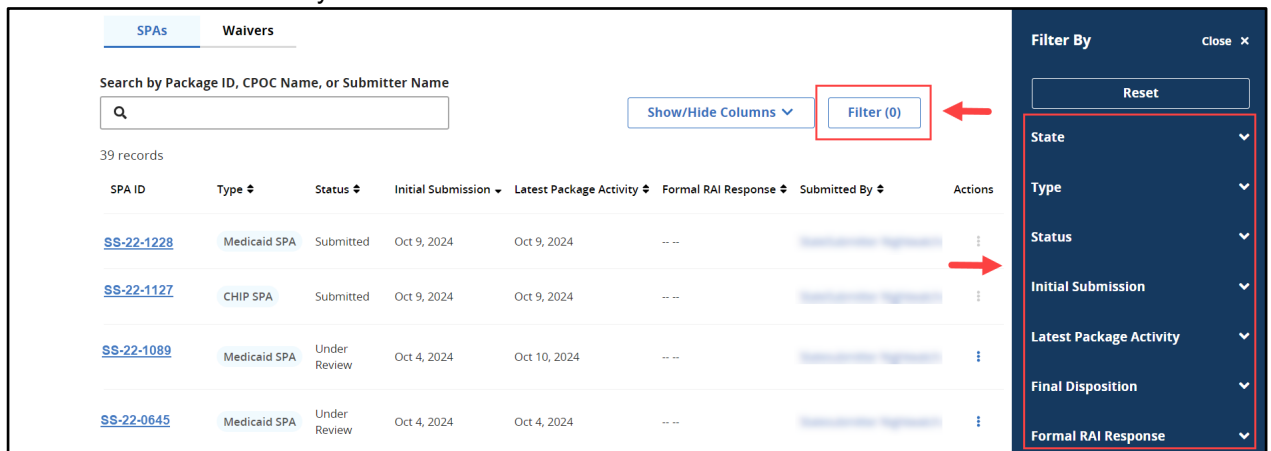 SPAs Waivers
Search by Package ID, CPOC Name, or Submitter Name
Show/Hide Columns Filter (0)
39 records
SPA ID Type Status Initial Submission Latest Package Activity Formal RAI Response Submitted By Actions
SS-22-1228 Medicaid SPA Submitted Oct 9, 2024 Oct 9, 2024 -- --
SS-22-1127 CHIP SPA Submitted Oct 9, 2024 Oct 9, 2024 -- --
SS-22-1089 Medicaid SPA Under Review Oct 4, 2024 Oct 10, 2024 -- --
SS-22-0645 Medicaid SPA Under Review Oct 4, 2024 Oct 4, 2024 -- --
Filter By Close ×
Reset
State
Type
Status
Initial Submission
Latest Package Activity
Final Disposition
Formal RAI Response